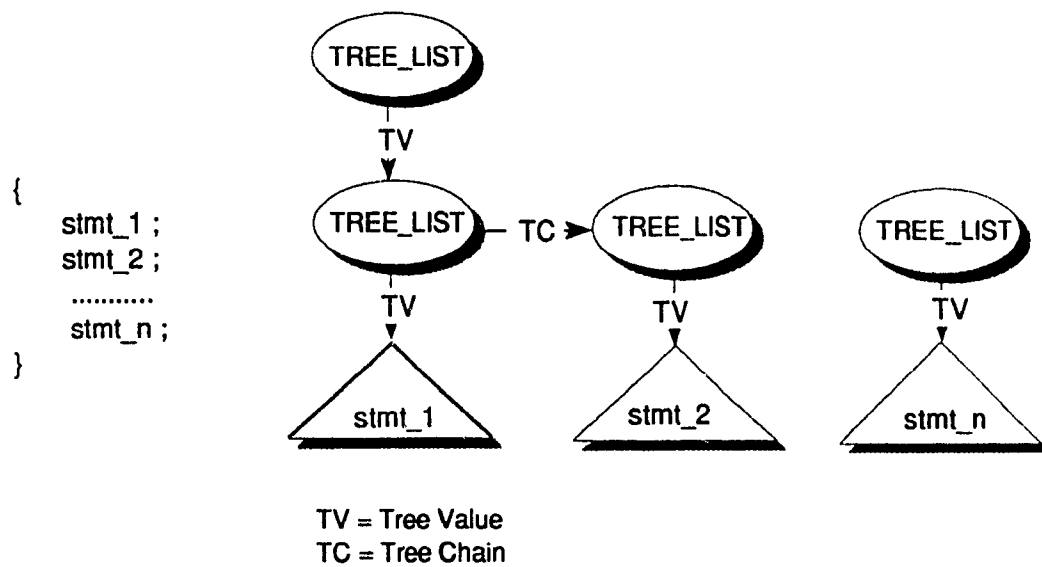 TREE_LIST
TV
{
stmt_1 ;
stmt_2 ;
...........
stmt_n ;
}
TREE_LIST
TC
TREE_LIST
TREE_LIST
TV
TV
TV
stmt_1
stmt_2
stmt_n
TV = Tree Value
TC = Tree Chain